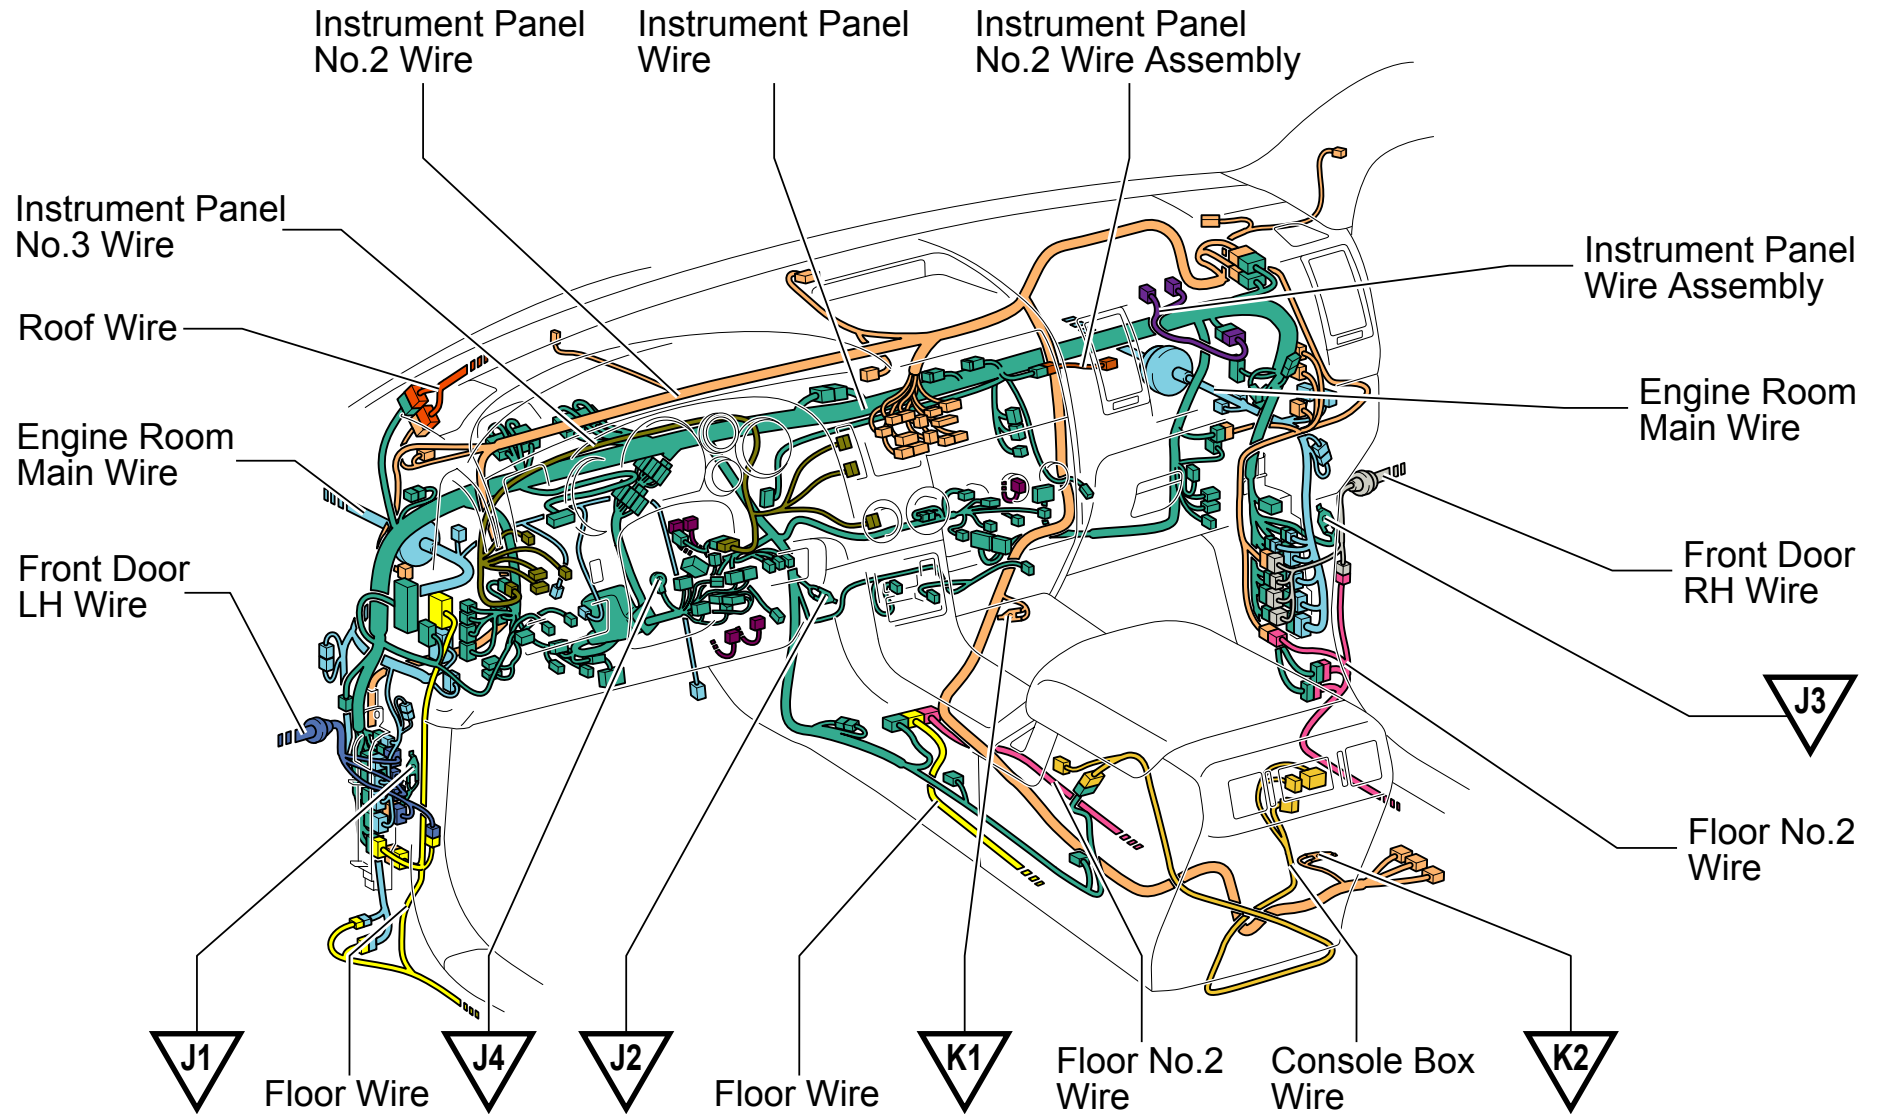 Instrument Panel
No.2 Wire
Instrument Panel
Wire
Instrument Panel
No.2 Wire Assembly
Instrument Panel
No.3 Wire
Instrument Panel
Wire Assembly
Roof Wire
Engine Room
Main Wire
Engine Room
Main Wire
Front Door
LH Wire
Front Door
RH Wire
J3
Floor No.2
Wire
J1
Floor Wire
J4
J2
Floor Wire
K1
Floor No.2
Wire
Console Box
Wire
K2